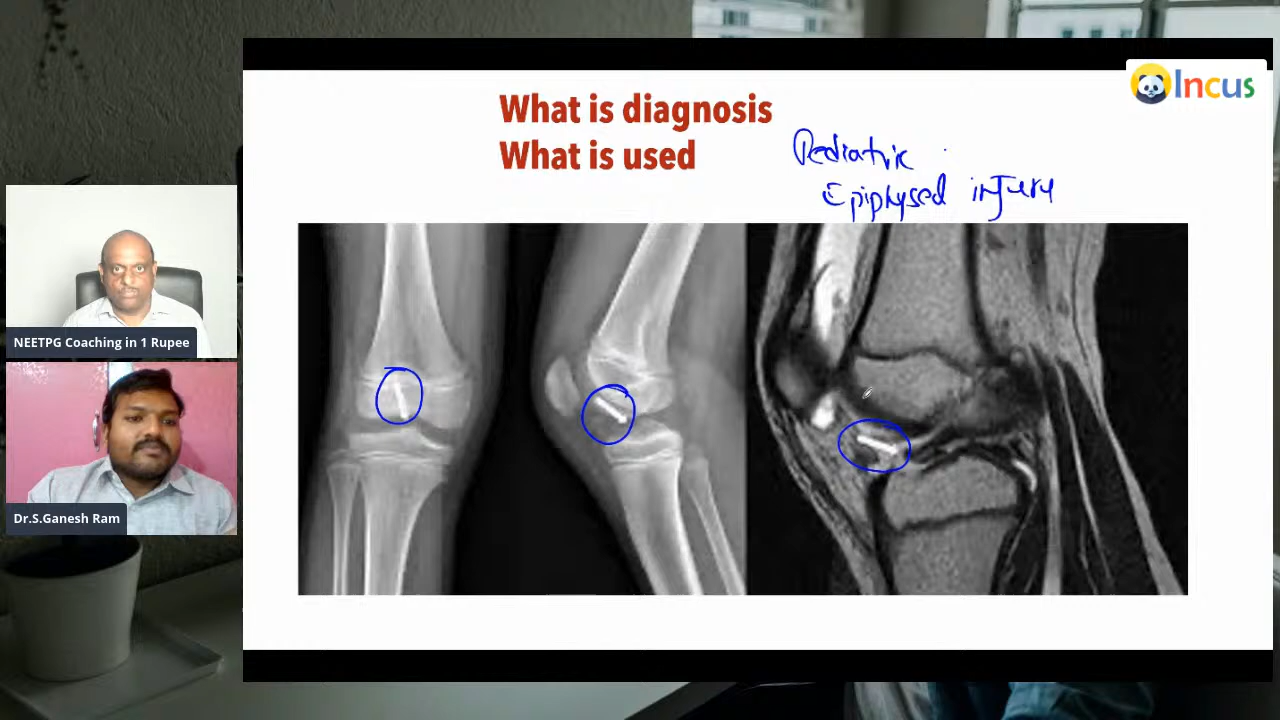 Incus
What is diagnosis
What is used
Pediatric
Epiphyseal injury
NEETPG Coaching in 1 Rupee
Dr.S.Ganesh Ram